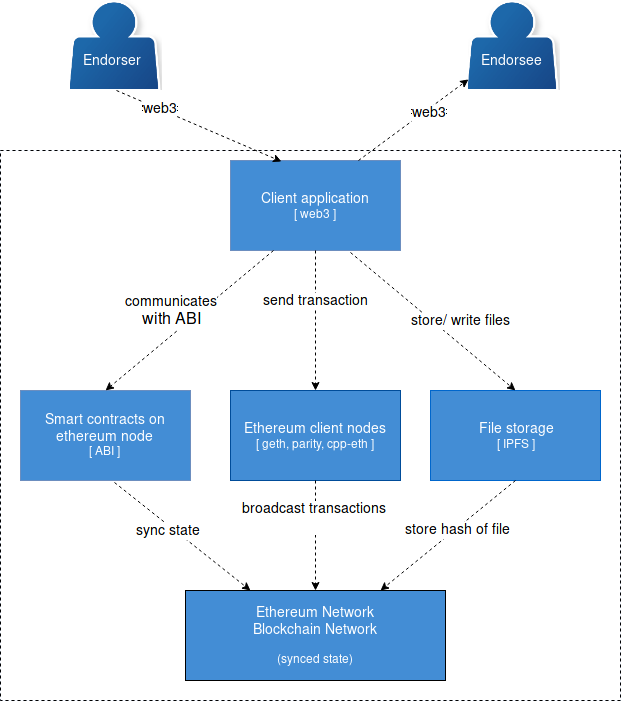 Endorser
Endorsee
web3
web3
Client application
[ web3 ]
communicates
with ABI
send transaction
store/ write files
Smart contracts on
ethereum node
[ ABI ]
Ethereum client nodes
[ geth, parity, cpp-eth ]
File storage
[ IPFS ]
sync state
broadcast transactions
store hash of file
Ethereum Network
Blockchain Network
(synced state)